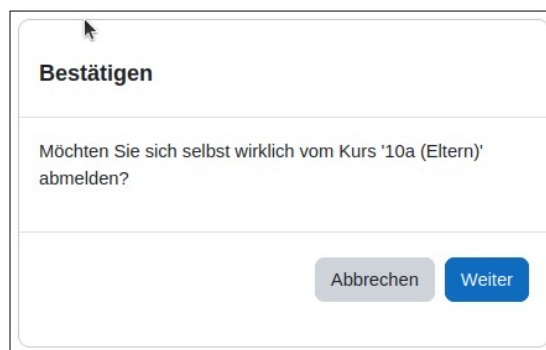 Bestätigen
Möchten Sie sich selbst wirklich vom Kurs '10a (Eltern)'
abmelden?
Abbrechen Weiter